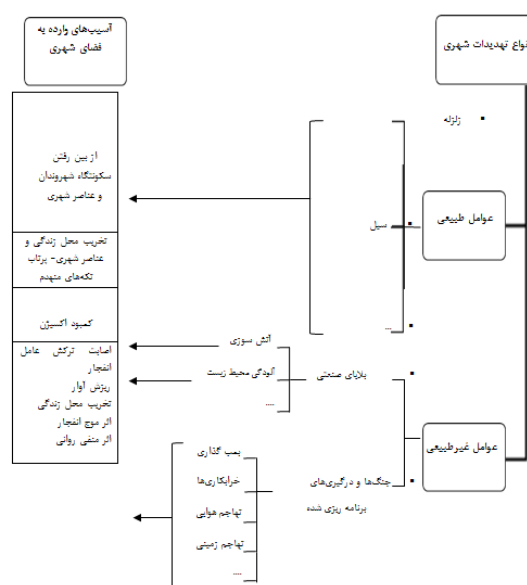 انواع تهدیدات شهری
آسیب‌های وارده به
فضای شهری
زلزله
عوامل طبیعی
سیل
...
از بین رفتن
سکونتگاه شهروندان
و عناصر شهری
تخریب محل زندگی و
عناصر شهری- پرتاب
تکه‌های منهدم
کمبود اکسیژن
اصابت ترکش عامل
انفجار
ریزش آوار
تخریب محل زندگی
اثر موج انفجار
اثر منفی روانی
عوامل غیرطبیعی
بلایای صنعتی
آتش سوزی
آلودگی محیط زیست
....
جنگ‌ها و درگیری‌های
برنامه ریزی شده
بمب گذاری
خرابکاری‌ها
تهاجم هوایی
تهاجم زمینی
....